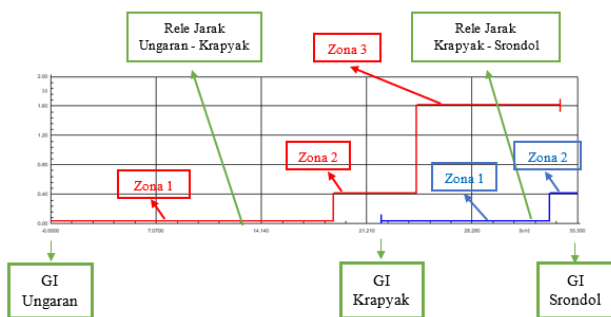 Rele Jarak
Ungaran - Krapyak
Zona 3
Rele Jarak
Krapyak - Srondol
2.00
1.60
1.20
0.80
0.40
0.00
Zona 1
Zona 2
Zona 1
Zona 2
-0.0000
7.0700
14.140
21.210
28.280
35.350
GI
Ungaran
GI
Krapyak
GI
Srondol